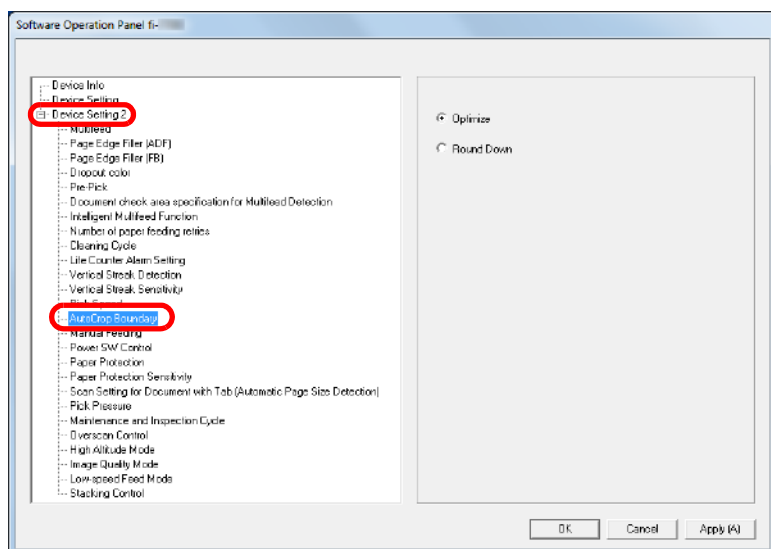 Software Operation Panel fi-
Device Info
Device Setting
Device Setting 2
Multifeed
Page Edge Filler (ADF)
Page Edge Filler (FB)
Dropout color
Pre-Pick
Document check area specification for Multifeed Detection
Intelligent Multifeed Function
Number of paper feeding retries
Cleaning Cycle
Life Counter Alarm Setting
Vertical Streak Detection
Vertical Streak Sensitivity
Pick Speed
AutoCrop Boundary
Manual Feeding
Power SW Control
Paper Protection
Paper Protection Sensitivity
Scan Setting for Document with Tab (Automatic Page Size Detection)
Pick Pressure
Maintenance and Inspection Cycle
Overscan Control
High Altitude Mode
Image Quality Mode
Low-speed Feed Mode
Stacking Control
Optimize
Round Down
OK Cancel Apply (A)